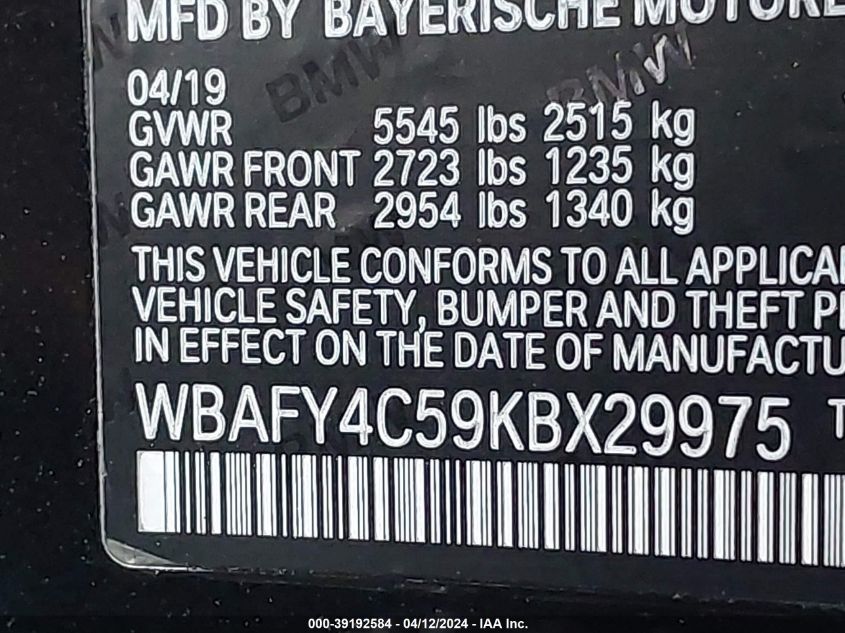 MFD BY BAYERISCHE MOTORE
04/19
GVWR 5545 lbs 2515 kg
GAWR FRONT 2723 lbs 1235 kg
GAWR REAR 2954 lbs 1340 kg
THIS VEHICLE CONFORMS TO ALL APPLICA
VEHICLE SAFETY, BUMPER AND THEFT P
IN EFFECT ON THE DATE OF MANUFACTU
WBAFY4C59KBX29975 T
BMW BMW
000-39192584 - 04/12/2024 - IAA Inc.